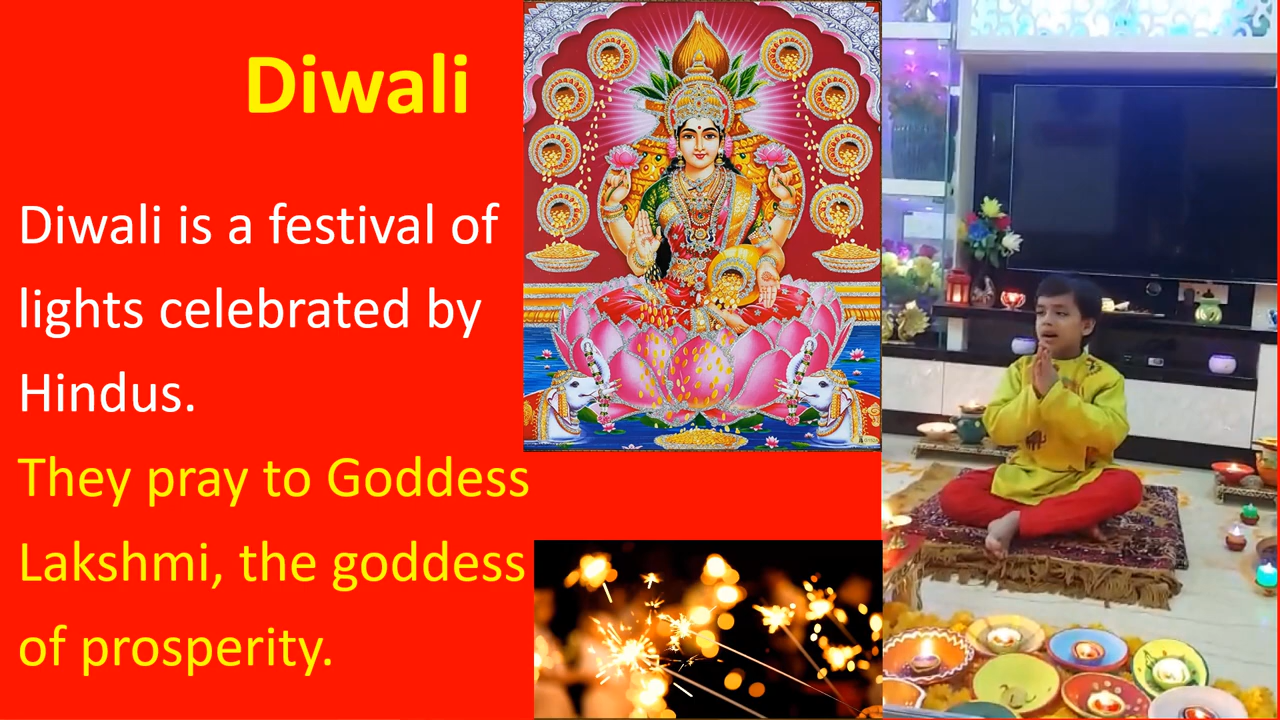 Diwali
Diwali is a festival of
lights celebrated by
Hindus.
They pray to Goddess
Lakshmi, the goddess
of prosperity.